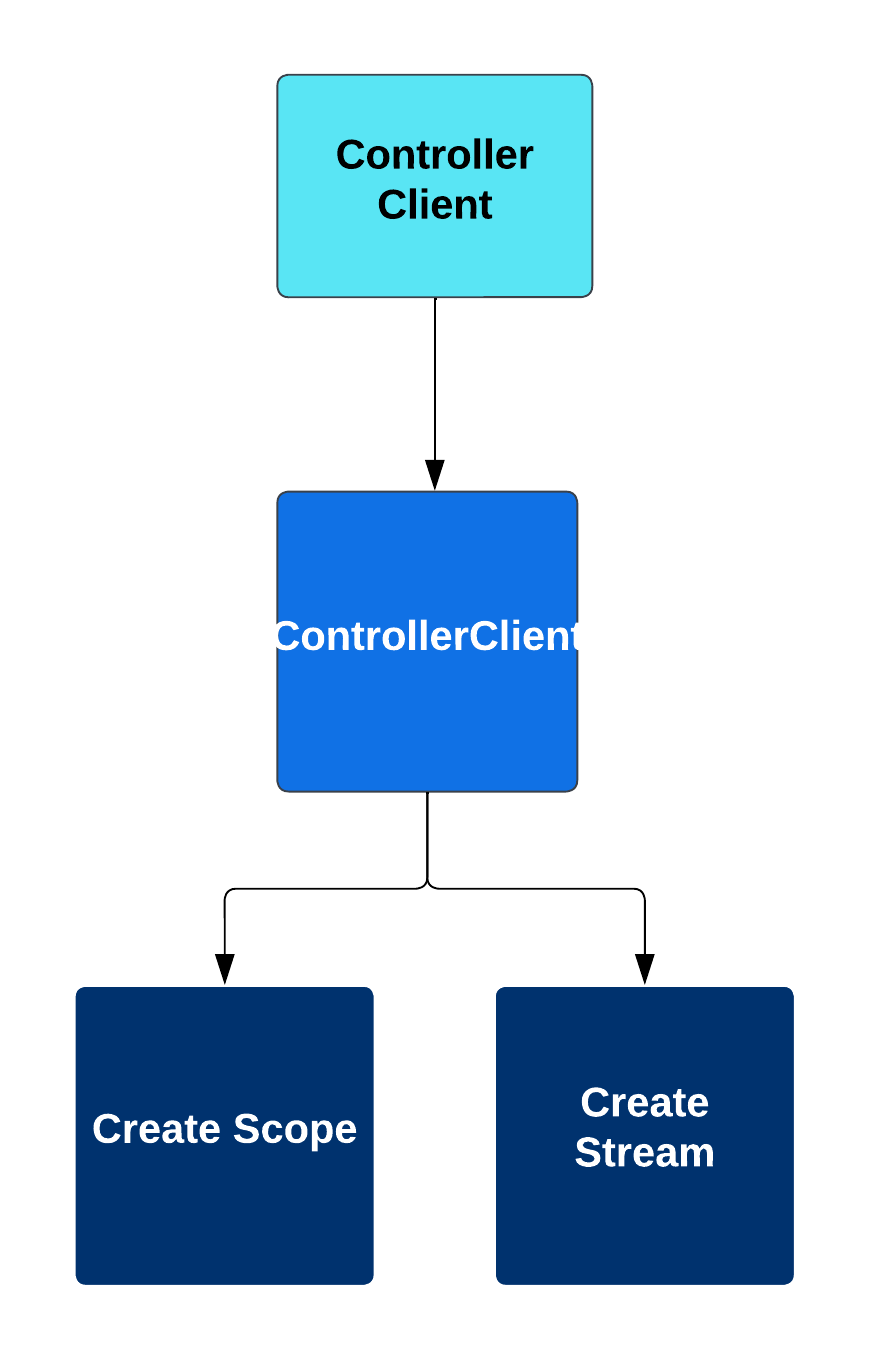 Controller
Client
ControllerClient
Create Scope
Create
Stream